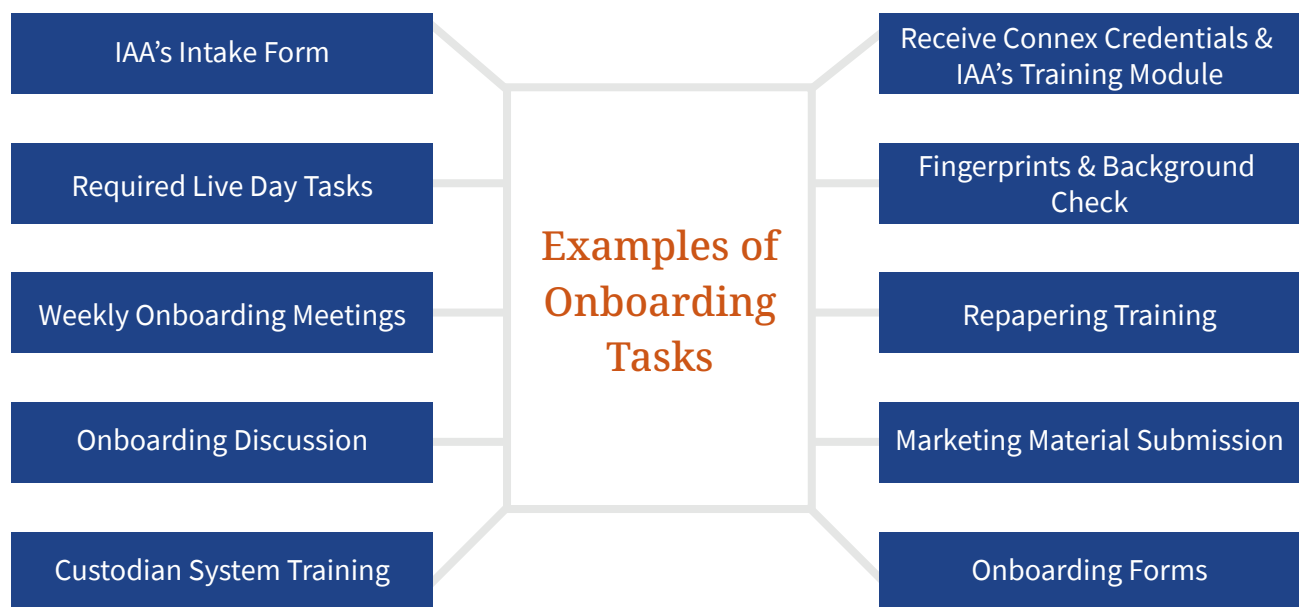 IAA’s Intake Form
Required Live Day Tasks
Weekly Onboarding Meetings
Onboarding Discussion
Custodian System Training
Examples of
Onboarding
Tasks
Receive Connex Credentials &
IAA’s Training Module
Fingerprints & Background
Check
Repapering Training
Marketing Material Submission
Onboarding Forms